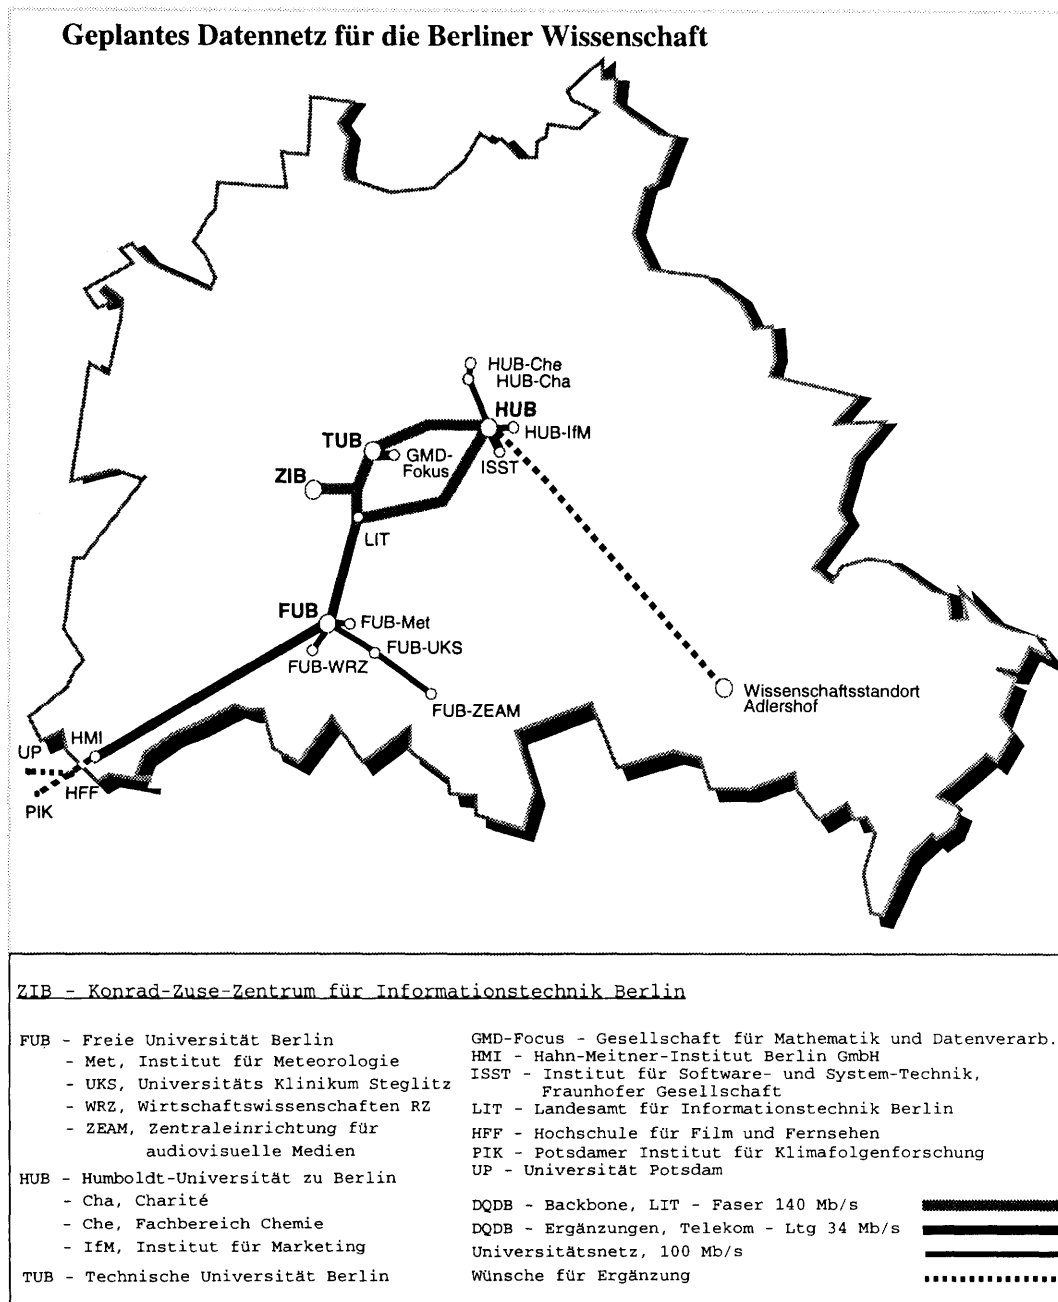 Geplantes Datennetz für die Berliner Wissenschaft
HUB-Che
HUB-Cha
HUB
HUB-IfM
TUB
GMD-
Fokus
ISST
ZIB
LIT
FUB
FUB-Met
FUB-UKS
FUB-WRZ
FUB-ZEAM
Wissenschaftsstandort
Adlershof
HMI
UP
HFF
PIK
ZIB - Konrad-Zuse-Zentrum für Informationstechnik Berlin
FUB - Freie Universität Berlin
- Met, Institut für Meteorologie
- UKS, Universitäts Klinikum Steglitz
- WRZ, Wirtschaftswissenschaften RZ
- ZEAM, Zentraleinrichtung für
audiovisuelle Medien
HUB - Humboldt-Universität zu Berlin
- Cha, Charité
- Che, Fachbereich Chemie
- IfM, Institut für Marketing
TUB - Technische Universität Berlin
GMD-Focus - Gesellschaft für Mathematik und Datenverarb.
HMI - Hahn-Meitner-Institut Berlin GmbH
ISST - Institut für Software- und System-Technik,
Fraunhofer Gesellschaft
LIT - Landesamt für Informationstechnik Berlin
HFF - Hochschule für Film und Fernsehen
PIK - Potsdamer Institut für Klimafolgenforschung
UP - Universität Potsdam
DQDB - Backbone, LIT - Faser 140 Mb/s
DQDB - Ergänzungen, Telekom - Ltg 34 Mb/s
Universitätsnetz, 100 Mb/s
Wünsche für Ergänzung